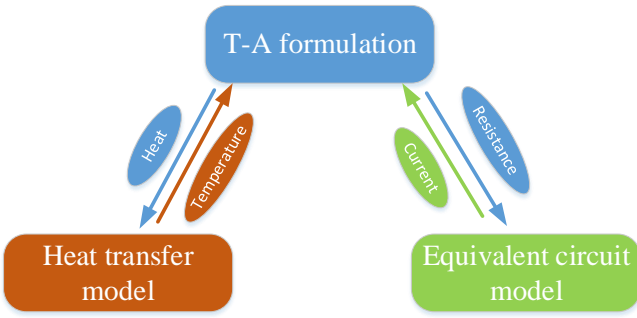 T-A formulation
Heat
Temperature
Current
Resistance
Heat transfer
model
Equivalent circuit
model